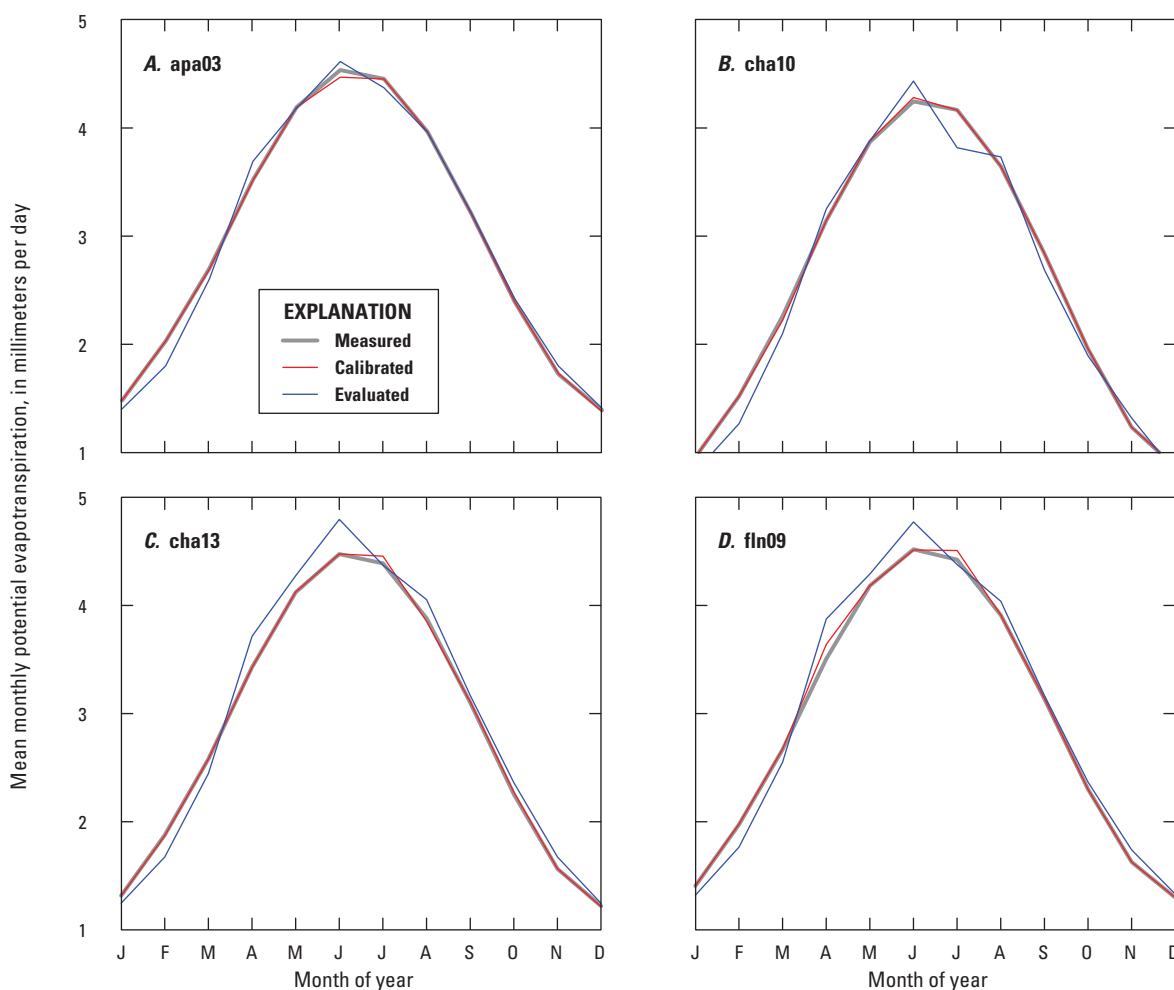 Mean monthly potential evapotranspiration, in millimeters per day
5
4
3
2
1
A. apa03
EXPLANATION
Measured
Calibrated
Evaluated
B. cha10
5
4
3
2
1
C. cha13
J F M A M J J A S O N D
Month of year
D. fln09
J F M A M J J A S O N D
Month of year